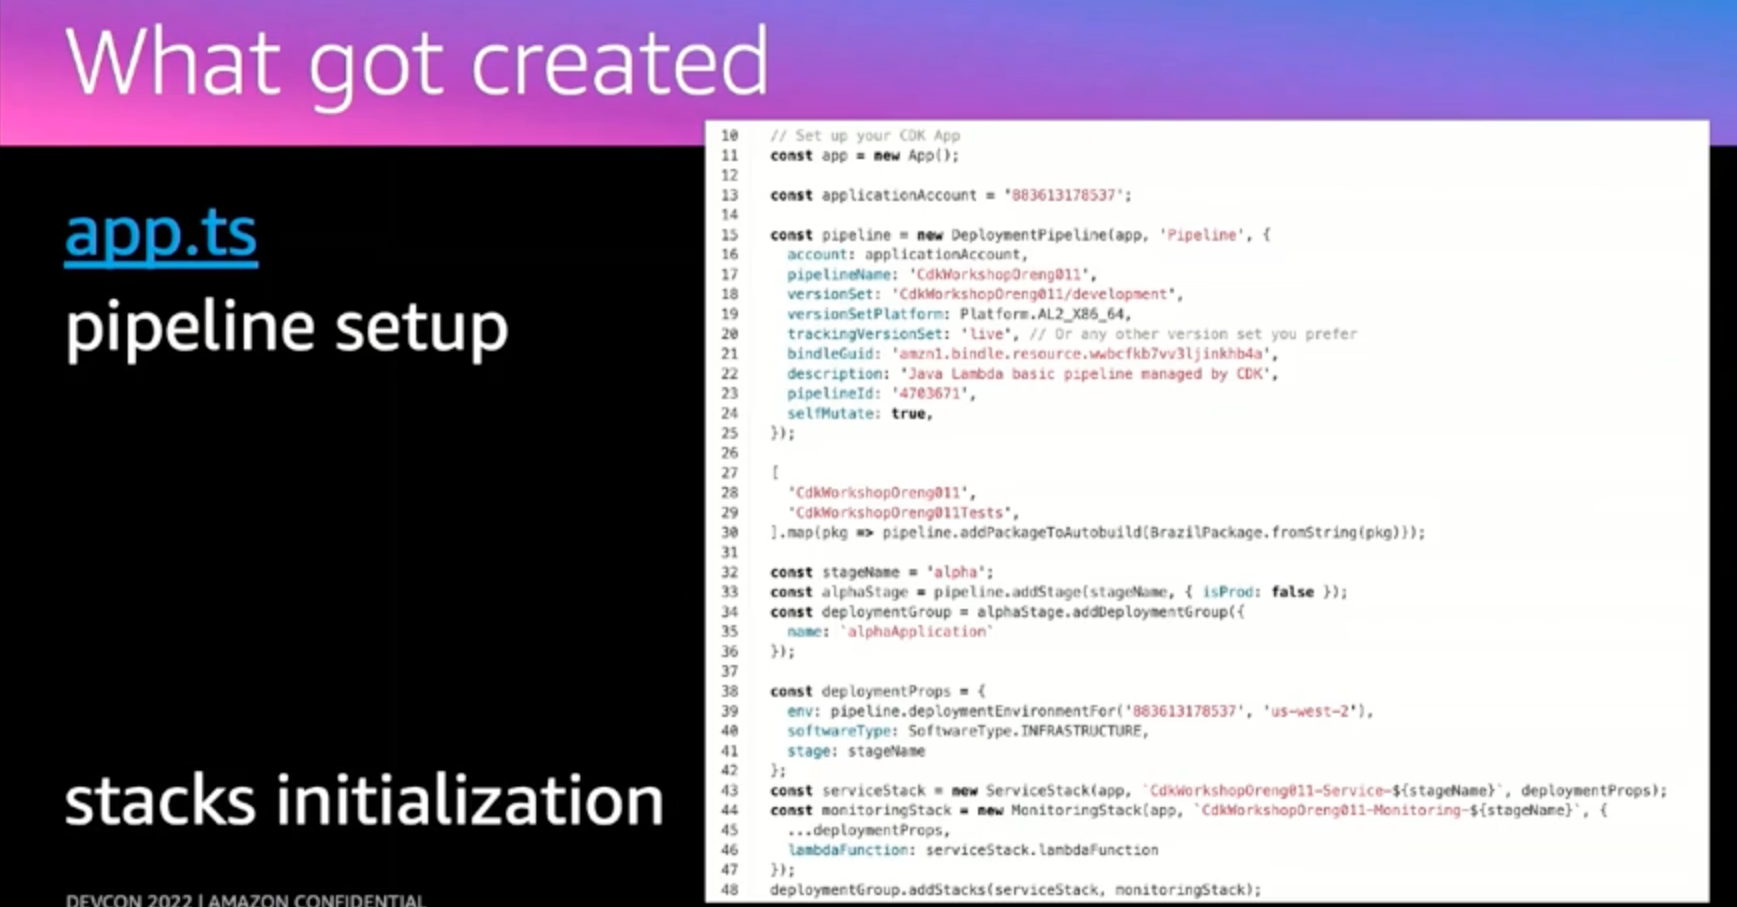 What got created
app.ts
pipeline setup
stacks initialization
DEVCON 2022 | AMAZON CONFIDENTIAL
10 // Set up your CDK App
11 const app = new App();
12
13 const applicationAccount = '883613178537';
14
15 const pipeline = new DeploymentPipeline(app, 'Pipeline', {
16 account: applicationAccount,
17 pipelineName: 'CdkWorkshopOreng011',
18 versionSet: 'CdkWorkshopOreng011/development',
19 versionSetPlatform: Platform.AL2_X86_64,
20 trackingVersionSet: 'live', // Or any other version set you prefer
21 bindleGuid: 'amzn1.bindle.resource.wwbcfkb7vv3ljinkhb4a',
22 description: 'Java Lambda basic pipeline managed by CDK',
23 pipelineId: '4703671',
24 selfMutate: true,
25 });
26
27 [
28 'CdkWorkshopOreng011',
29 'CdkWorkshopOreng011Tests',
30 ].map(pkg => pipeline.addPackageToAutobuild(BrazilPackage.fromString(pkg)));
31
32 const stageName = 'alpha';
33 const alphaStage = pipeline.addStage(stageName, { isProd: false });
34 const deploymentGroup = alphaStage.addDeploymentGroup({
35 name: `alphaApplication`
36 });
37
38 const deploymentProps = {
39 env: pipeline.deploymentEnvironmentFor('883613178537', 'us-west-2'),
40 softwareType: SoftwareType.INFRASTRUCTURE,
41 stage: stageName
42 };
43 const serviceStack = new ServiceStack(app, `CdkWorkshopOreng011-Service-${stageName}`, deploymentProps);
44 const monitoringStack = new MonitoringStack(app, `CdkWorkshopOreng011-Monitoring-${stageName}`, {
45 ...deploymentProps,
46 lambdaFunction: serviceStack.lambdaFunction
47 });
48 deploymentGroup.addStacks(serviceStack, monitoringStack);